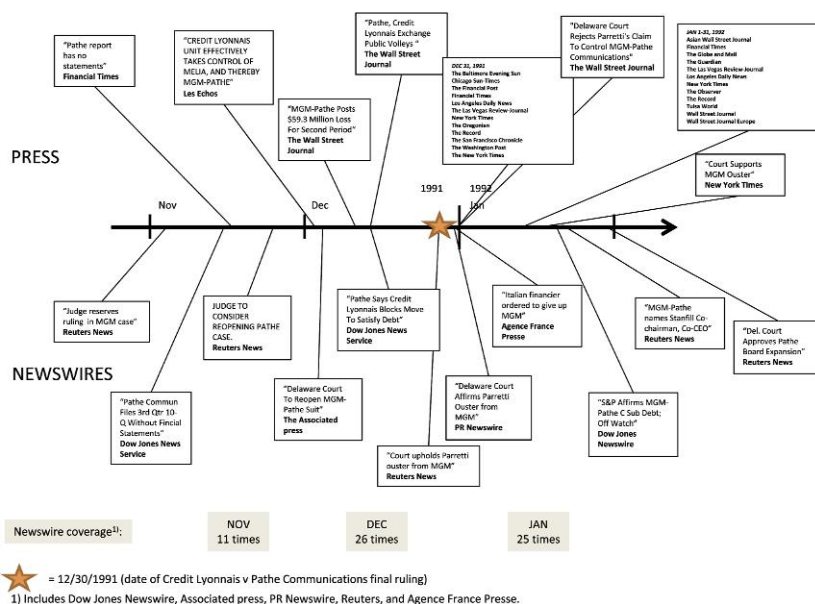 "Pathe report
has no
statements"
Financial Times
"CREDIT LYONNAIS
UNIT EFFECTIVELY
TAKES CONTROL OF
MELIA, AND THEREBY
MGM-PATHE"
Les Echos
"MGM-Pathe Posts
$59.3 Million Loss
For Second Period"
The Wall Street
Journal
"Pathe, Credit
Lyonnais Exchange
Public Volleys "
The Wall Street
Journal
DEC 31, 1991
The Baltimore Evening Sun
Chicago Sun-Times
The Financial Post
Financial Times
Los Angeles Daily News
The Las Vegas Review-Journal
New York Times
The Oregonian
The Record
The San Francisco Chronicle
The Washington Post
The New York Times
"Delaware Court
Rejects Parretti's Claim
To Control MGM-Pathe
Communications"
The Wall Street Journal
JAN 1-31, 1992
Asian Wall Street Journal
Financial Times
The Globe and Mail
The Guardian
The Las Vegas Review-Journal
Los Angeles Daily News
New York Times
The Observer
The Record
Tulsa World
Wall Street Journal
Wall Street Journal Europe
"Court Supports
MGM Ouster"
New York Times
PRESS
1991
1992
Nov
Dec
Jan
"Judge reserves
ruling in MGM case"
Reuters News
JUDGE TO
CONSIDER
REOPENING PATHE
CASE.
Reuters News
"Pathe Says Credit
Lyonnais Blocks Move
To Satisfy Debt"
Dow Jones News
Service
"Italian financier
ordered to give up
MGM"
Agence France
Presse
"MGM-Pathe
names Stanfill Co-
chairman, Co-CEO"
Reuters News
"Del. Court
Approves Pathe
Board Expansion"
Reuters News
NEWSWIRES
"Pathe Commun
Files 3rd Qtr 10-
Q Without Fincial
Statements"
Dow Jones News
Service
"Delaware Court
To Reopen MGM-
Pathe Suit"
The Associated
press
"Court upholds Parretti
ouster from MGM"
Reuters News
"Delaware Court
Affirms Parretti
Ouster from
MGM"
PR Newswire
"S&P Affirms MGM-
Pathe C Sub Debt;
Off Watch"
Dow Jones
Newswire
Newswire coverage1):
NOV
11 times
DEC
26 times
JAN
25 times
= 12/30/1991 (date of Credit Lyonnais v Pathe Communications final ruling)
1) Includes Dow Jones Newswire, Associated press, PR Newswire, Reuters, and Agence France Presse.